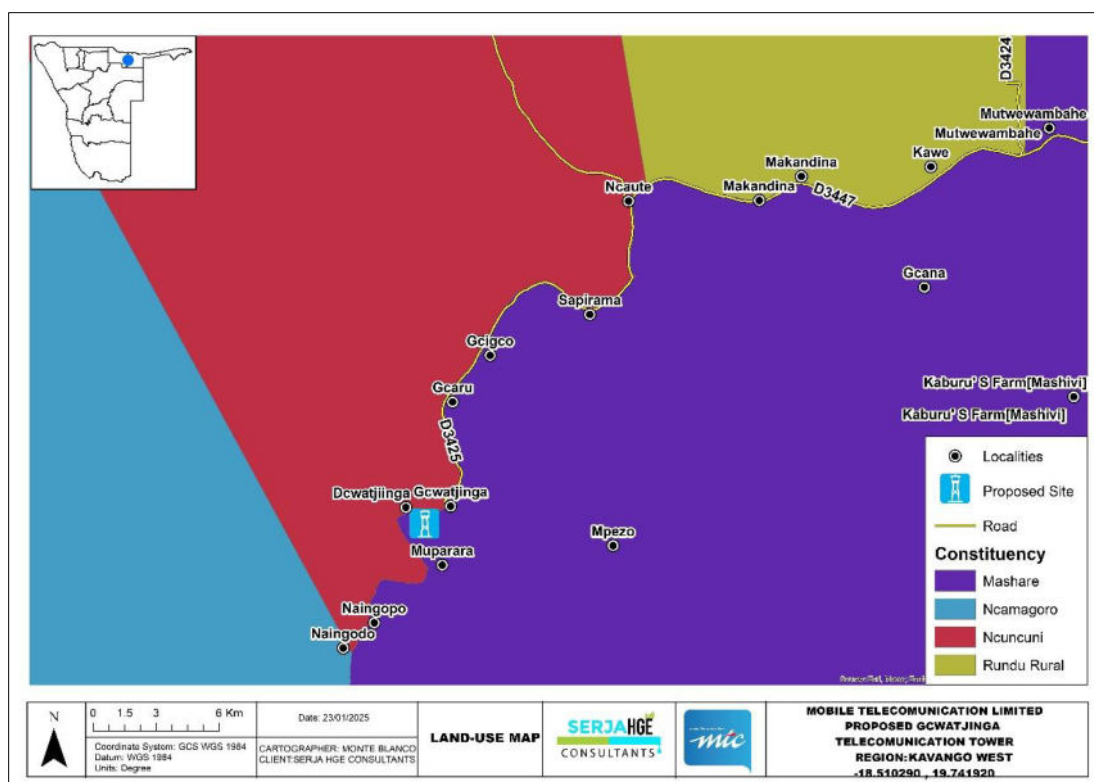 D3424
Mutwewambahe
Mutwewambahe
Kawe
Makandina
Makandina
D3447
Ncaute
Gcana
Sapirama
Gcigco
Kaburu' S Farm[Mashivi]
Kaburu' S Farm[Mashivi]
Gcaru
D3425
Dcwatjiinga
Gcwatjinga
Mpezo
Muparara
Naingopo
Naingodo
Localities
Proposed Site
Road
Constituency
Mashare
Ncamagoro
Ncuncuni
Rundu Rural
N
0 1.5 3 6 Km
Coordinate System: GCS WGS 1984
Datum: WGS 1984
Units: Degree
Date: 23/01/2025
CARTOGRAPHER: MONTE BLANCO
CLIENT:SERJA HGE CONSULTANTS
LAND-USE MAP
SERJA HGE
CONSULTANTS
MOBILE TELECOMUNICATION LIMITED
PROPOSED GCWATJINGA
TELECOMUNICATION TOWER
REGION:KAVANGO WEST
-18.510290 , 19.741920